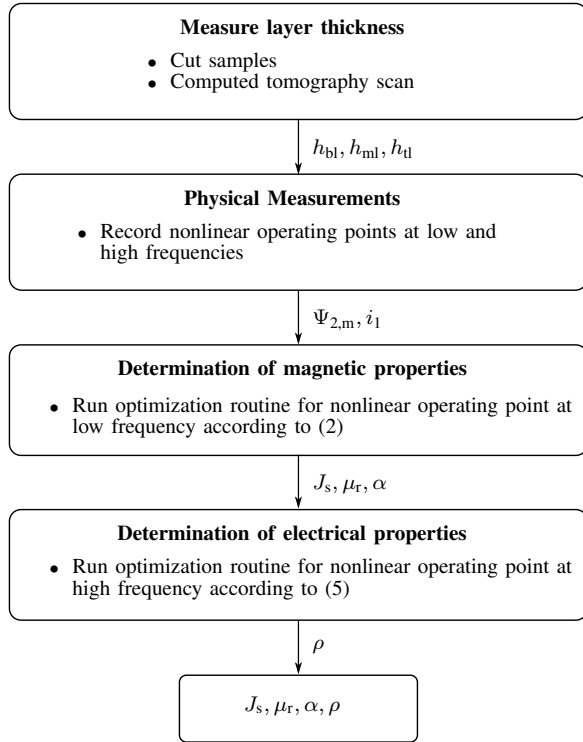 Measure layer thickness
• Cut samples
• Computed tomography scan
h_bl, h_ml, h_tl
Physical Measurements
• Record nonlinear operating points at low and
high frequencies
Ψ_2,m, i_1
Determination of magnetic properties
• Run optimization routine for nonlinear operating point at
low frequency according to (2)
J_s, μ_r, α
Determination of electrical properties
• Run optimization routine for nonlinear operating point at
high frequency according to (5)
ρ
J_s, μ_r, α, ρ